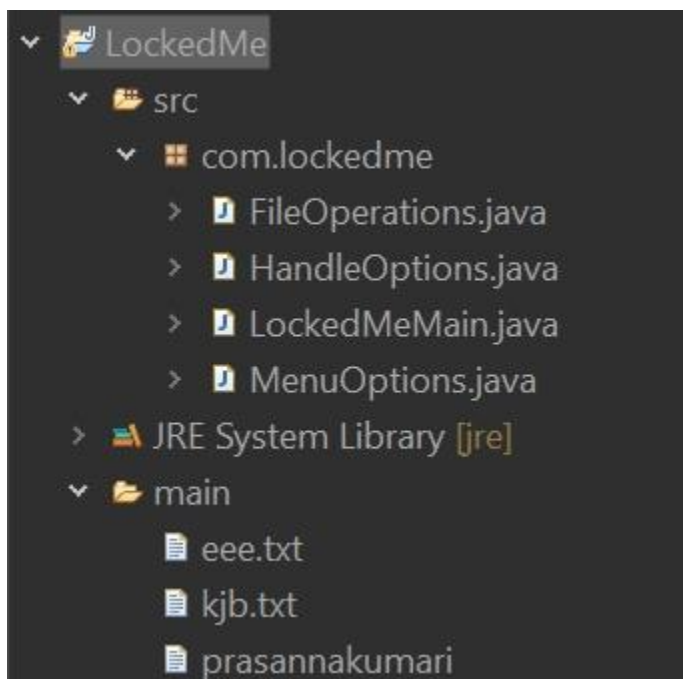 LockedMe
src
com.lockedme
FileOperations.java
HandleOptions.java
LockedMeMain.java
MenuOptions.java
JRE System Library [jre]
main
eee.txt
kjb.txt
prasannakumari